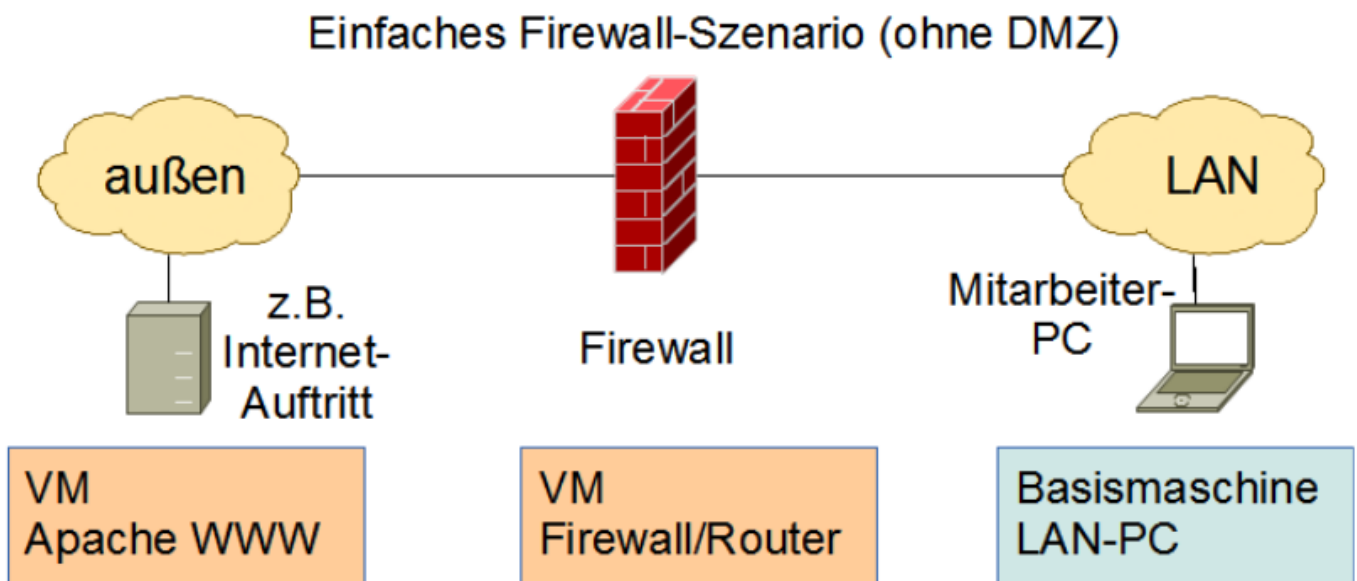 Einfaches Firewall-Szenario (ohne DMZ)
außen
LAN
z.B.
Internet-
Auftritt
Firewall
Mitarbeiter-
PC
VM
Apache WWW
VM
Firewall/Router
Basismaschine
LAN-PC